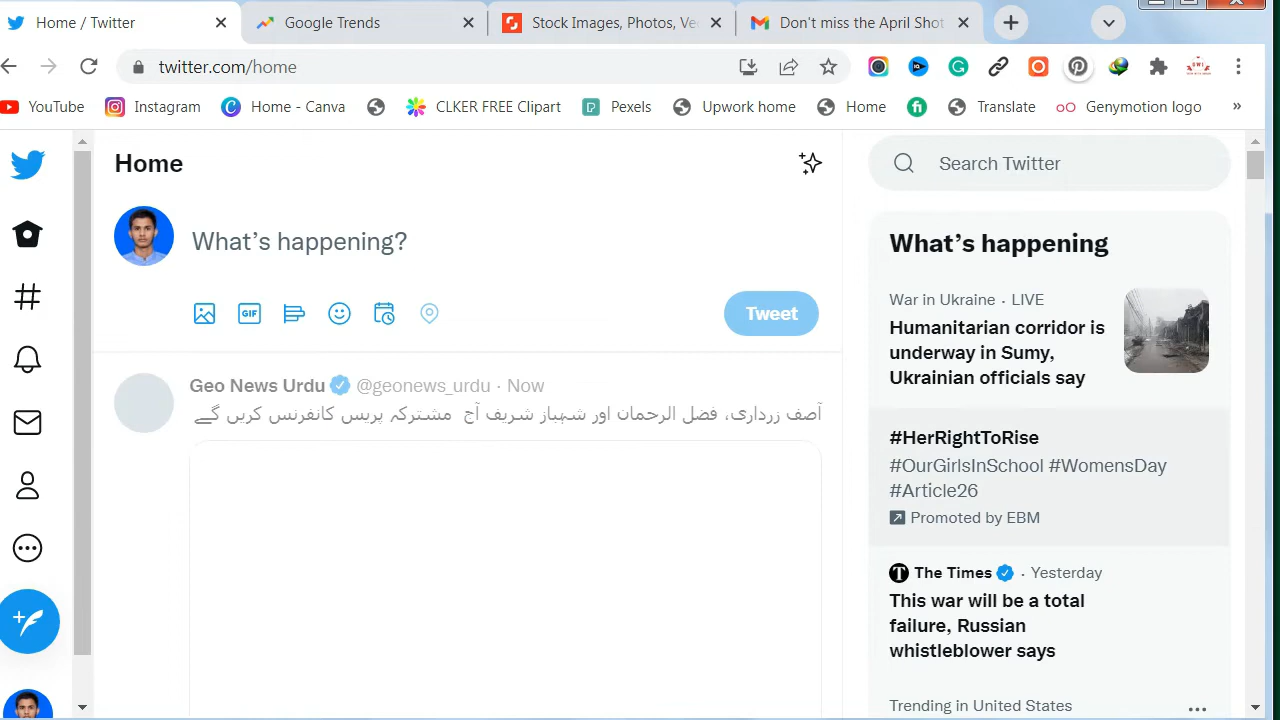 Home / Twitter
Google Trends
Stock Images, Photos, Ve
Don't miss the April Sho
twitter.com/home
YouTube
Instagram
Home - Canva
CLKER FREE Clipart
Pexels
Upwork home
Home
Translate
Genymotion logo
»
Home
Search Twitter
What's happening?
GIF
Tweet
Geo News Urdu @geonews_urdu · Now
آصف زرداری، فضل الرحمان اور شہباز شریف آج مشترکہ پریس کانفرنس کریں گے
What's happening
War in Ukraine · LIVE
Humanitarian corridor is
underway in Sumy,
Ukrainian officials say
#HerRightToRise
#OurGirlsInSchool #WomensDay
#Article26
Promoted by EBM
The Times · Yesterday
This war will be a total
failure, Russian
whistleblower says
Trending in United States